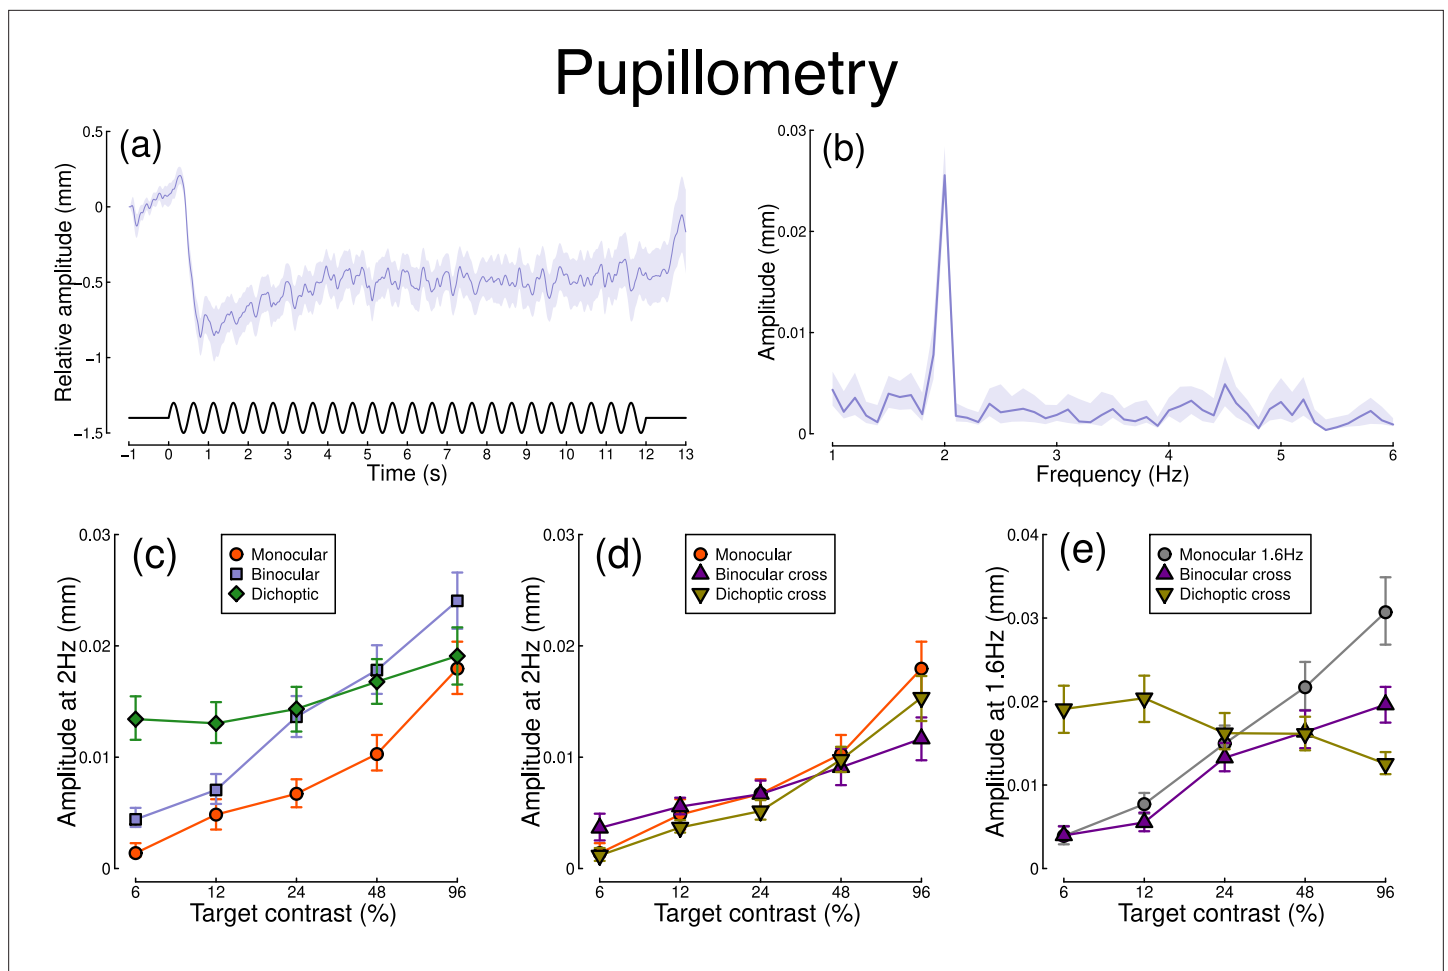 Pupillometry
(a)
Relative amplitude (mm)
0.5
0
−0.5
−1
−1.5
−1 0 1 2 3 4 5 6 7 8 9 10 11 12 13
Time (s)
(b)
Amplitude (mm)
0.03
0.02
0.01
0
1 2 3 4 5 6
Frequency (Hz)
(c)
Monocular
Binocular
Dichoptic
Amplitude at 2Hz (mm)
0.03
0.02
0.01
0
6 12 24 48 96
Target contrast (%)
(d)
Monocular
Binocular cross
Dichoptic cross
Amplitude at 2Hz (mm)
0.03
0.02
0.01
0
6 12 24 48 96
Target contrast (%)
(e)
Monocular 1.6Hz
Binocular cross
Dichoptic cross
Amplitude at 1.6Hz (mm)
0.04
0.03
0.02
0.01
0
6 12 24 48 96
Target contrast (%)